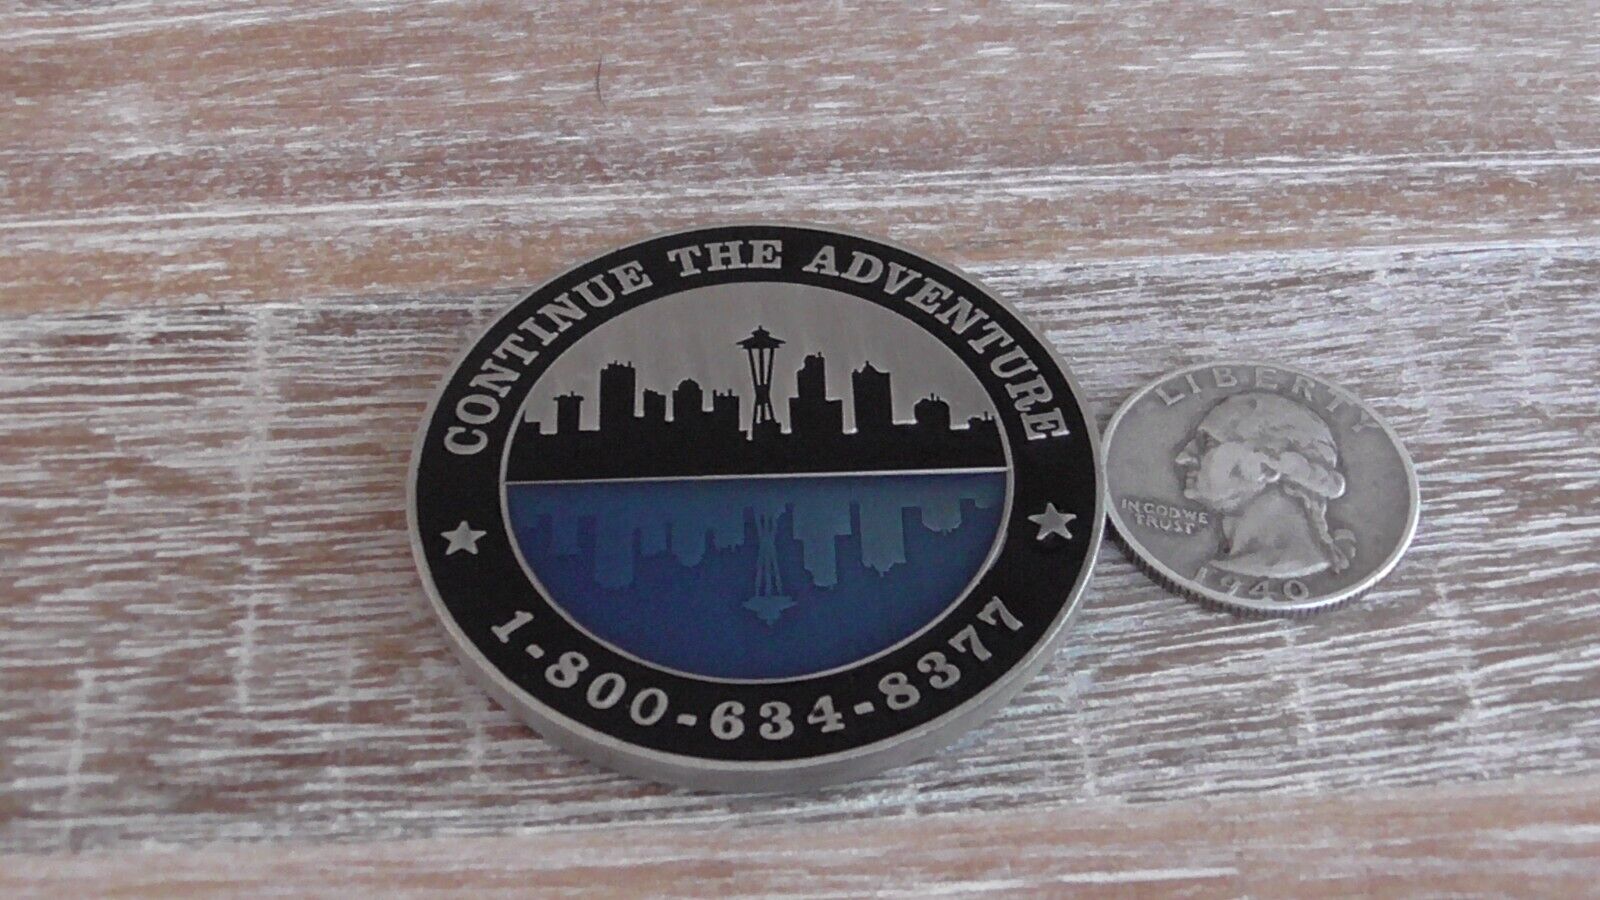 CONTINUE THE ADVENTURE
1-800-634-8377
LIBERTY
IN GOD WE
TRUST
1940